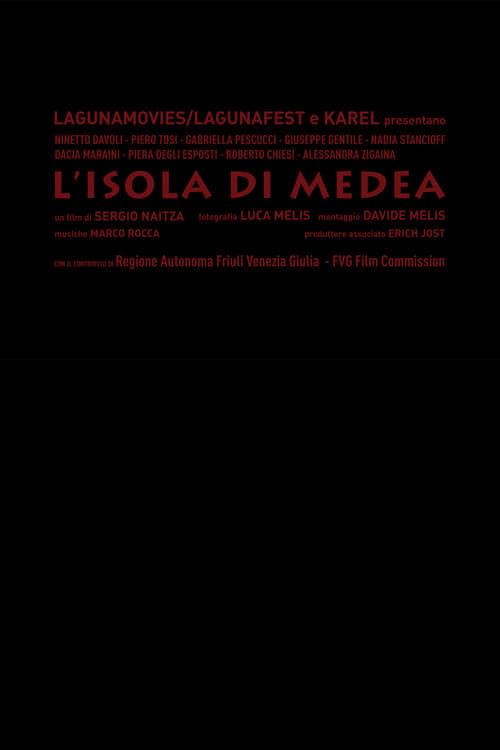 LAGUNAMOVIES/LAGUNAFEST e KAREL presentano
NINETTO DAVOLI - PIERO TOSI - GABRIELLA PESCUCCI - GIUSEPPE GENTILE - NADIA STANCIOFF
DACIA MARAINI - PIERA DEGLI ESPOSTI - ROBERTO CHIESI - ALESSANDRA ZIGAINA
L'ISOLA DI MEDEA
un film di SERGIO NAITZA fotografia LUCA MELIS montaggio DAVIDE MELIS
musiche MARCO ROCCA produttore associato ERICH JOST
CON IL CONTRIBUTO DI Regione Autonoma Friuli Venezia Giulia - FVG Film Commission